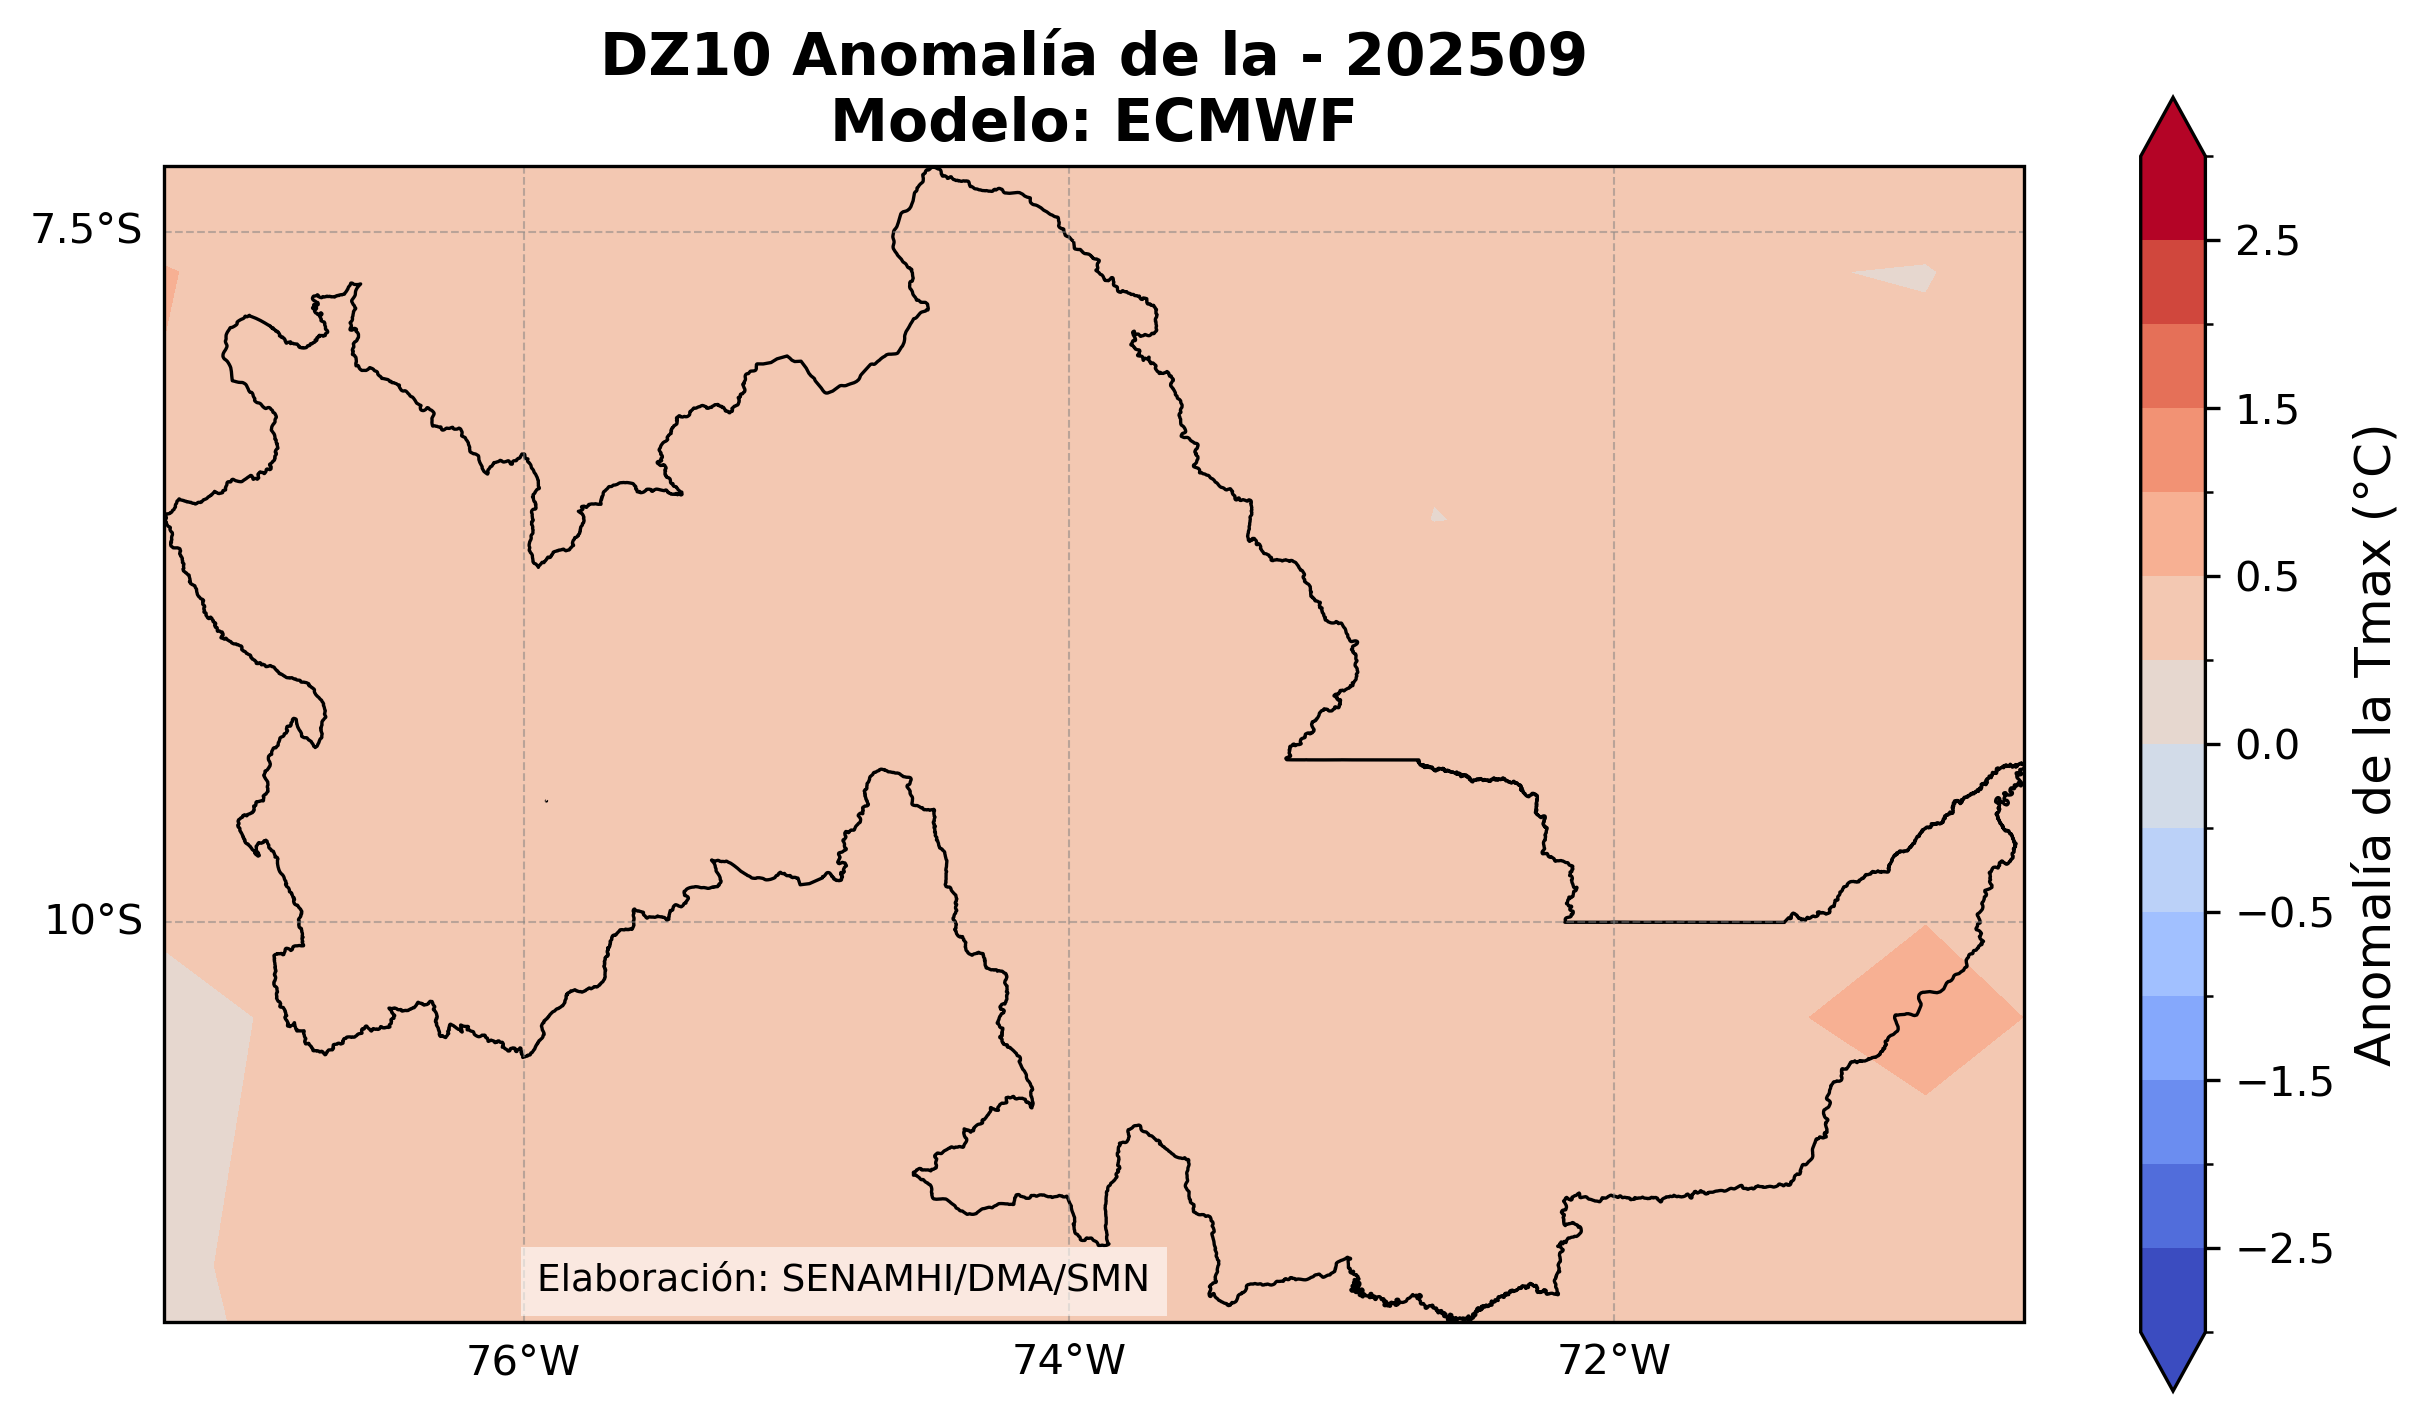 DZ10 Anomalía de la - 202509
Modelo: ECMWF
7.5°S
10°S
76°W
74°W
72°W
Elaboración: SENAMHI/DMA/SMN
2.5
1.5
0.5
0.0
−0.5
−1.5
−2.5
Anomalía de la Tmax (°C)